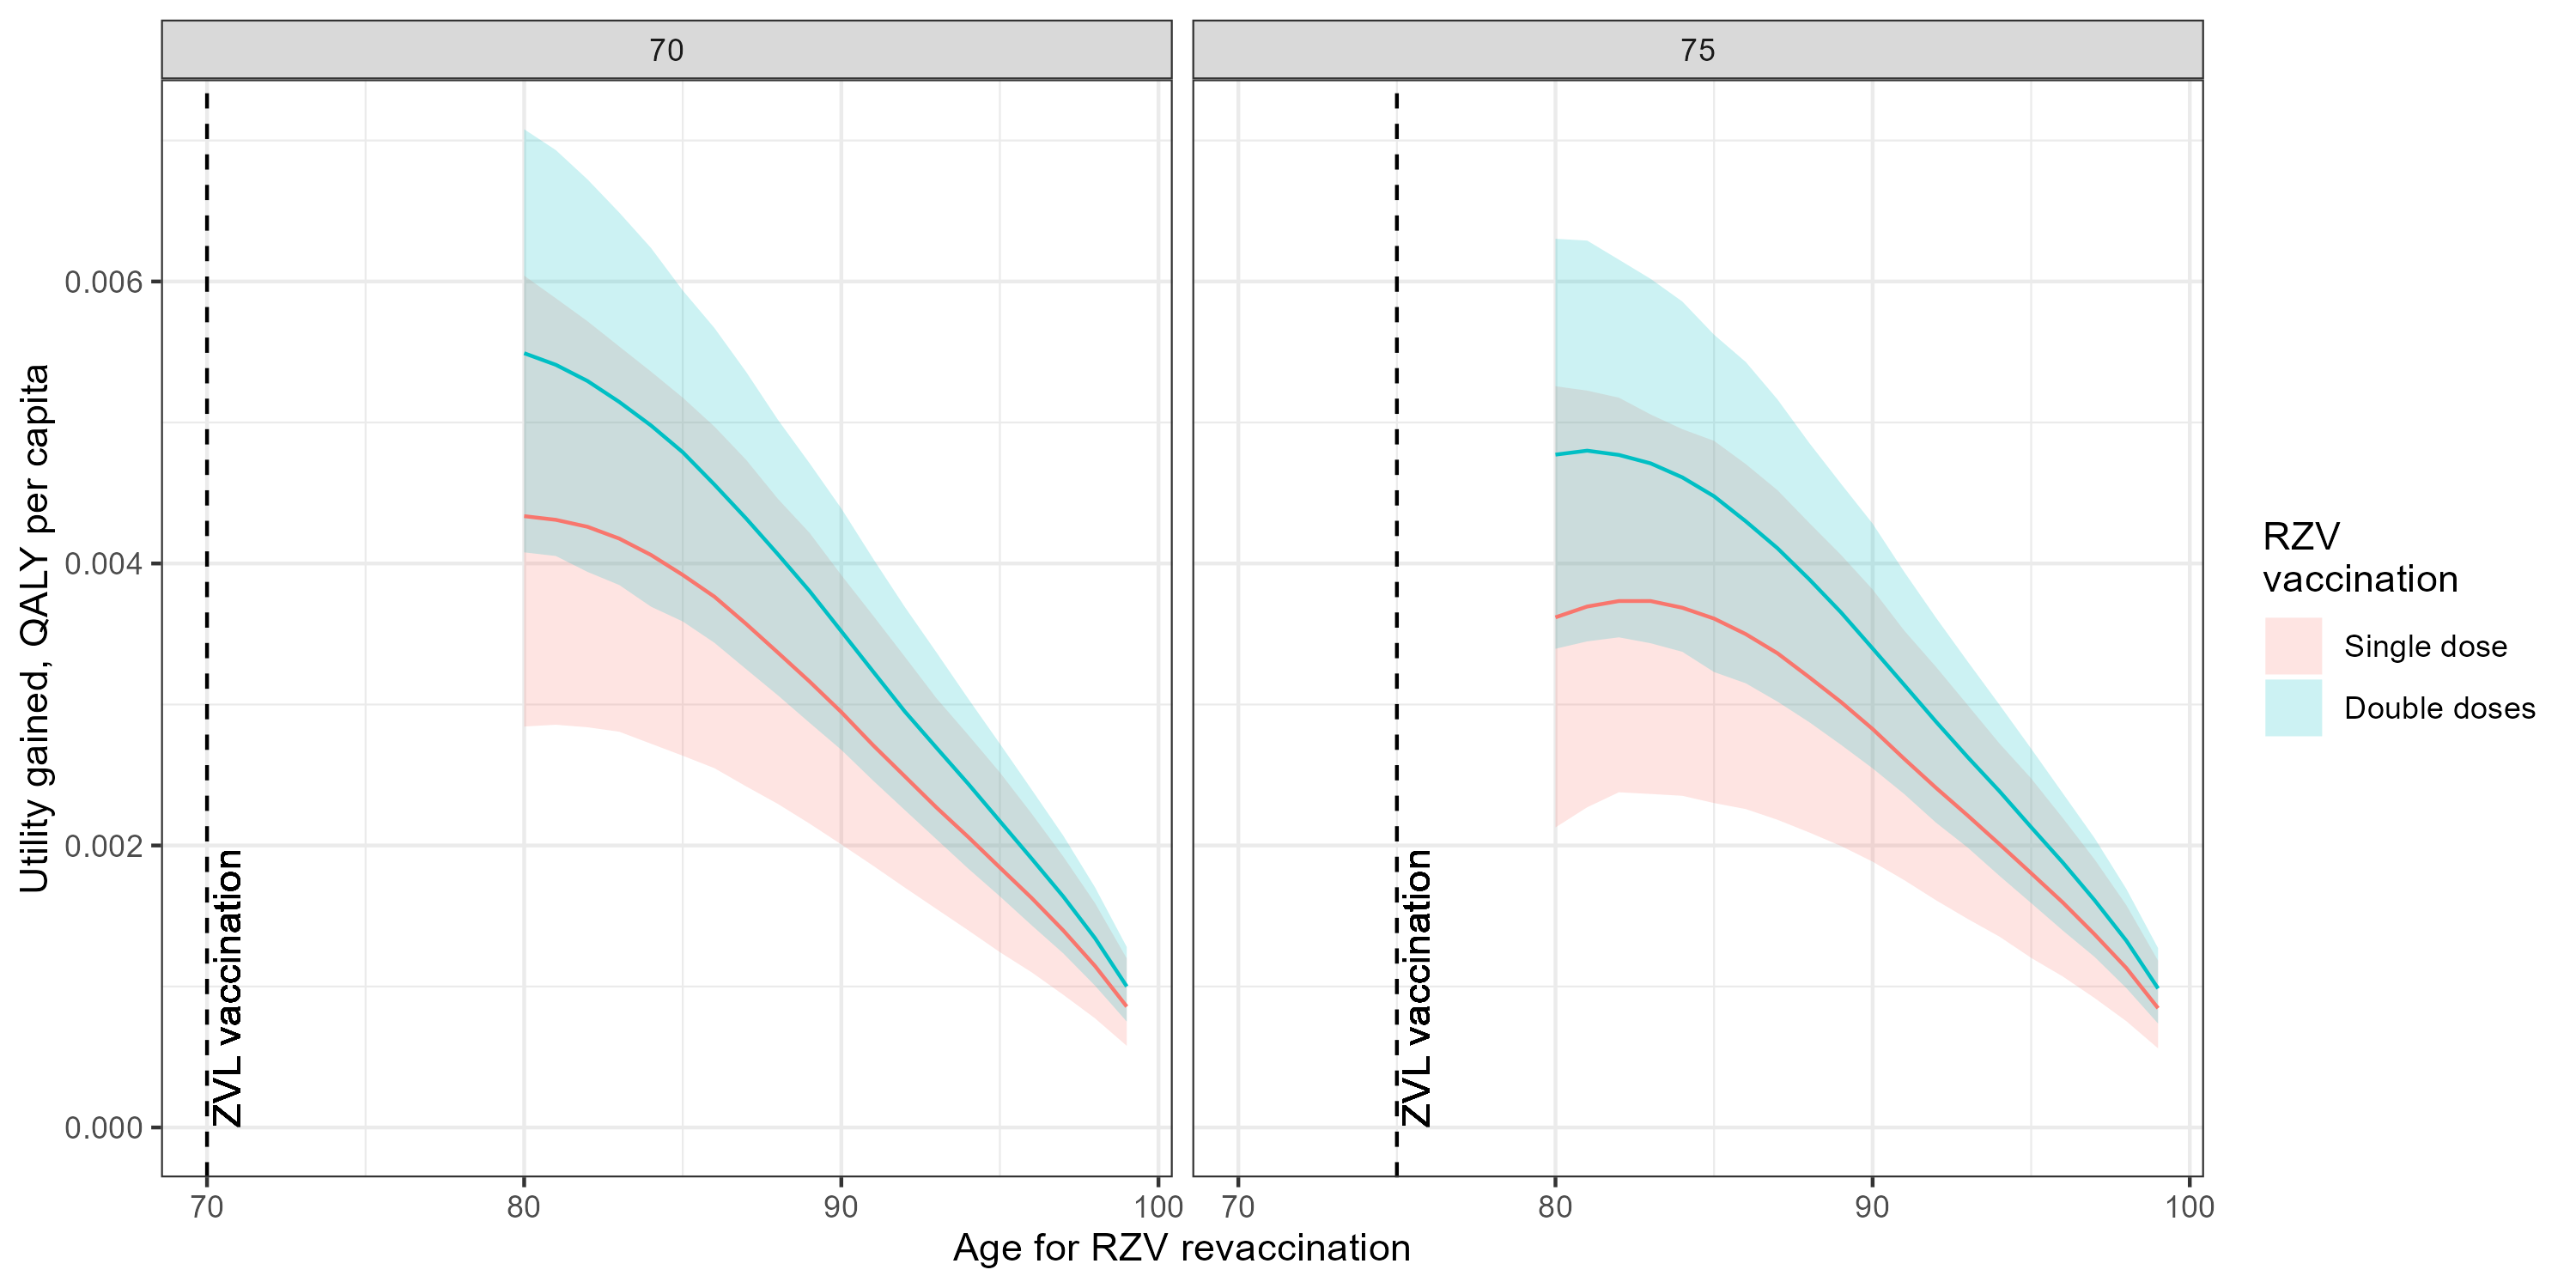 70
75
Utility gained, QALY per capita
0.006
0.004
0.002
0.000
ZVL vaccination
ZVL vaccination
70
80
90
100
70
80
90
100
Age for RZV revaccination
RZV
vaccination
Single dose
Double doses